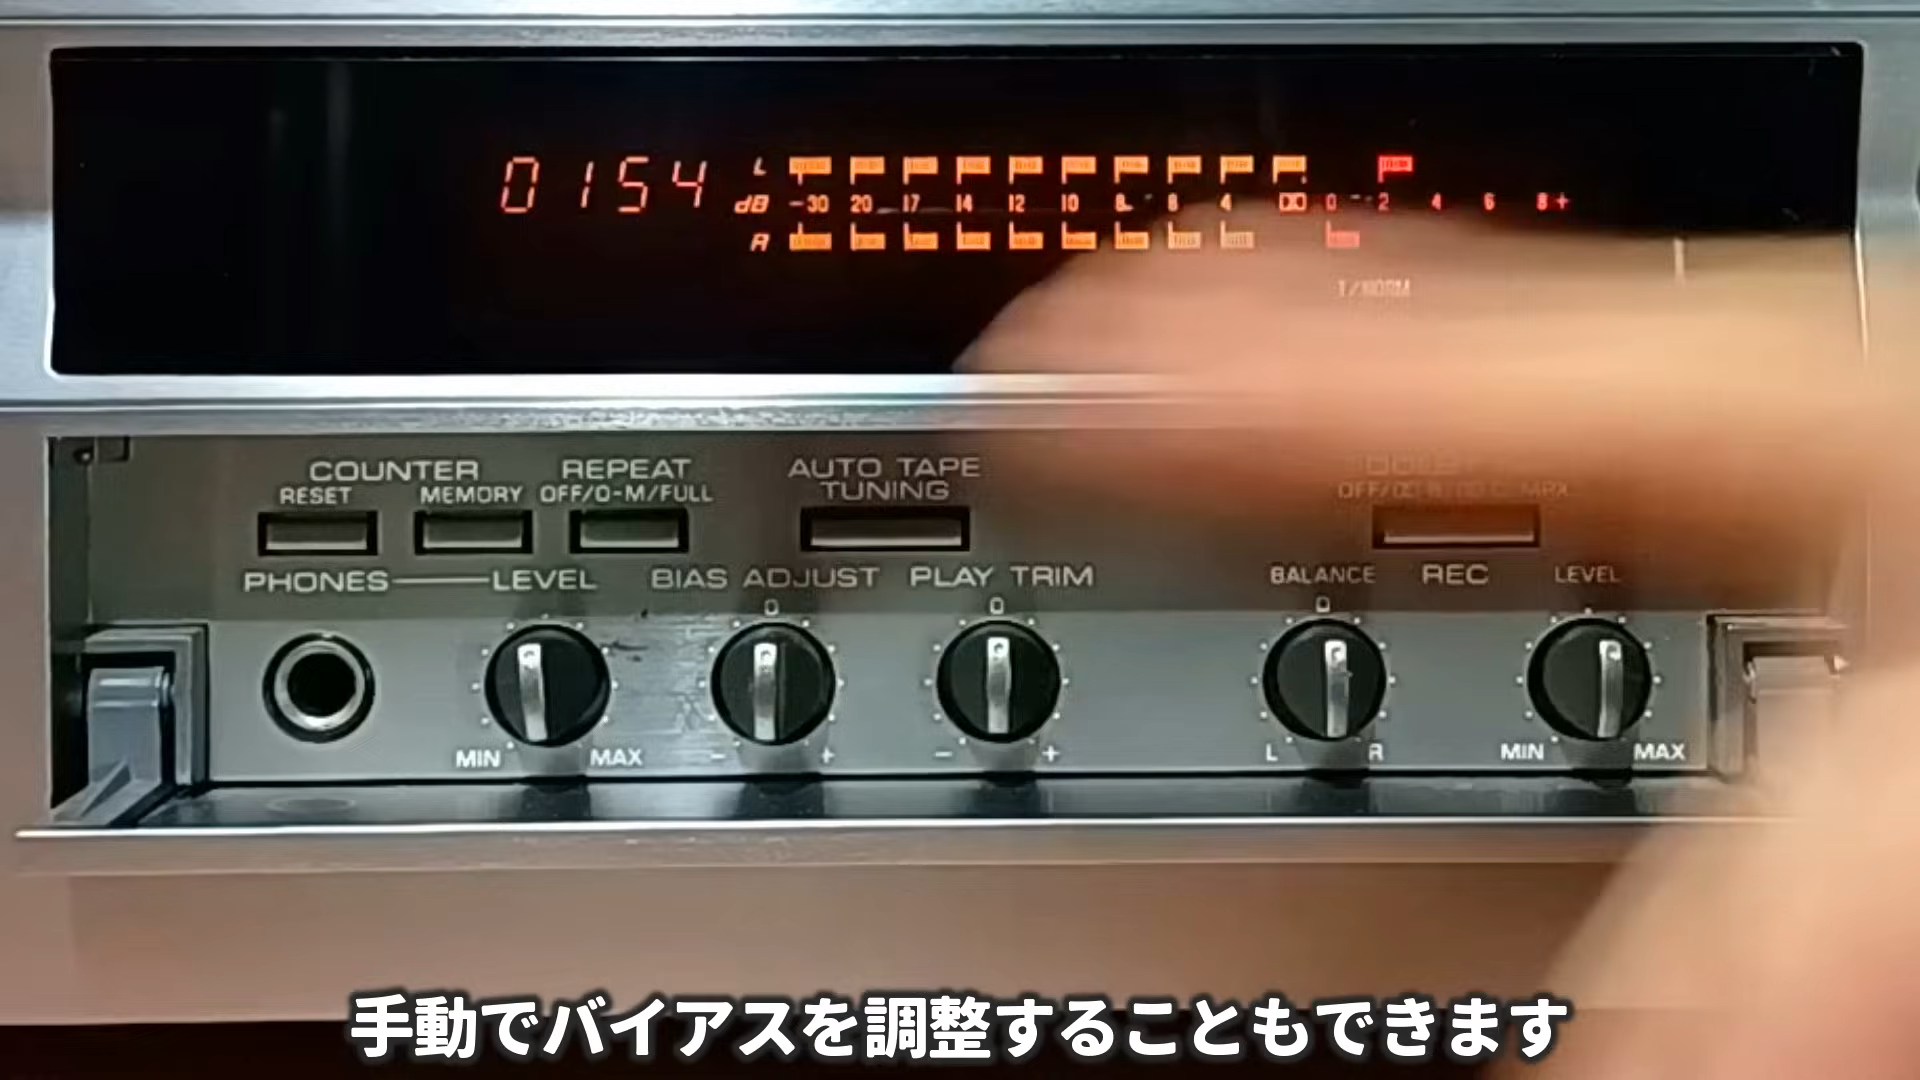 0154
L
dB -30 20 17 14 12 10 8 6 4 0 2 4 6 8+
R
I/NORM
COUNTER REPEAT AUTO TAPE
RESET MEMORY OFF/O-M/FULL TUNING
PHONES LEVEL BIAS ADJUST PLAY TRIM BALANCE REC LEVEL
0 0 0
MIN MAX - + - + L R MIN MAX
手動でバイアスを調整することもできます